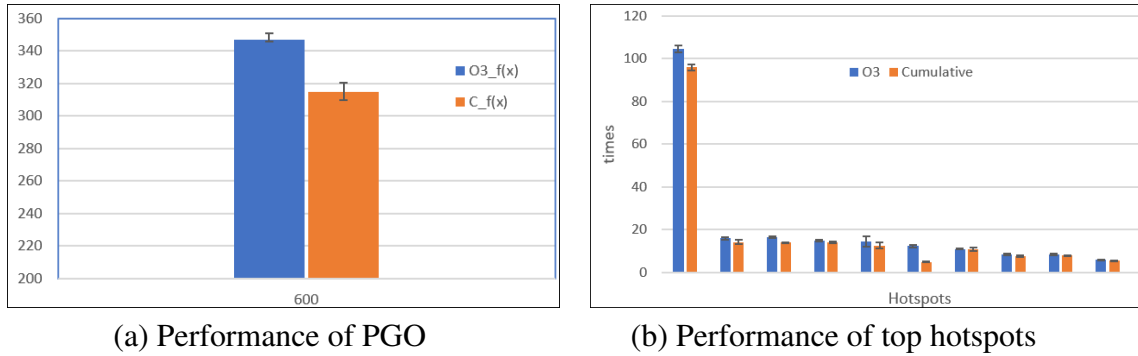 360
340
320
300
280
260
240
220
200
O3_f(x)
C_f(x)
600
(a) Performance of PGO
120
100
80
60
40
20
0
times
O3
Cumulative
Hotspots
(b) Performance of top hotspots